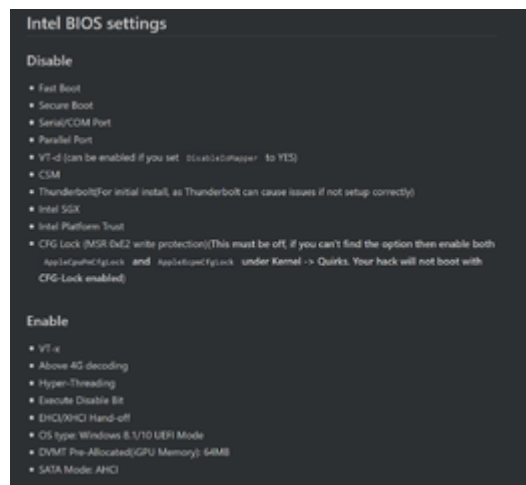 Intel BIOS settings
Disable
• Fast Boot
• Secure Boot
• Serial/COM Port
• Parallel Port
• VT-d (can be enabled if you set DisableIoMapper to YES)
• CSM
• Thunderbolt(For initial install, as Thunderbolt can cause issues if not setup correctly)
• Intel SGX
• Intel Platform Trust
• CFG Lock (MSR 0xE2 write protection)(This must be off, if you can't find the option then enable both
AppleCpuPmCfgLock and AppleXcpmCfgLock under Kernel -> Quirks. Your hack will not boot with
CFG-Lock enabled)
Enable
• VT-x
• Above 4G decoding
• Hyper-Threading
• Execute Disable Bit
• EHCI/XHCI Hand-off
• OS type: Windows 8.1/10 UEFI Mode
• DVMT Pre-Allocated(iGPU Memory): 64MB
• SATA Mode: AHCI